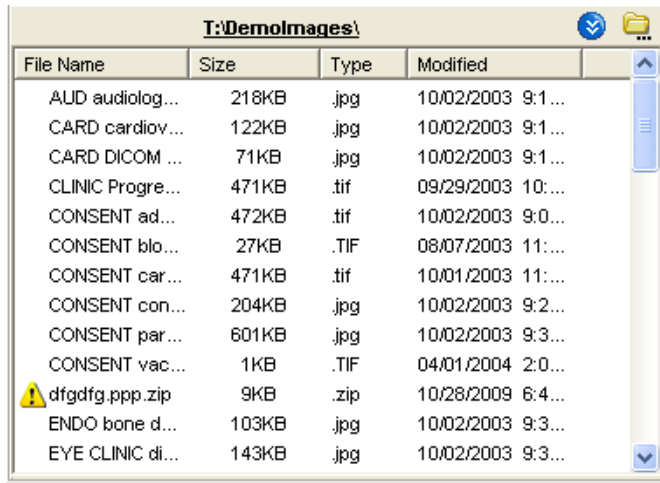 T:\DemoImages\
File Name Size Type Modified
AUD audiolog... 218KB .jpg 10/02/2003 9:1...
CARD cardiov... 122KB .jpg 10/02/2003 9:1...
CARD DICOM ... 71KB .jpg 10/02/2003 9:1...
CLINIC Progre... 471KB .tif 09/29/2003 10:...
CONSENT ad... 472KB .tif 10/02/2003 9:0...
CONSENT blo... 27KB .TIF 08/07/2003 11:...
CONSENT car... 471KB .tif 10/01/2003 11:...
CONSENT con... 204KB .jpg 10/02/2003 9:2...
CONSENT par... 601KB .jpg 10/02/2003 9:3...
CONSENT vac... 1KB .TIF 04/01/2004 2:0...
dfgdfg.ppp.zip 9KB .zip 10/28/2009 6:4...
ENDO bone d... 103KB .jpg 10/02/2003 9:3...
EYE CLINIC di... 143KB .jpg 10/02/2003 9:3...